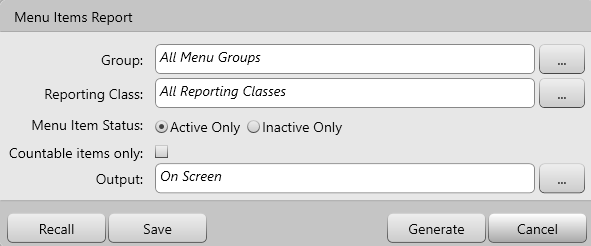 Menu Items Report
Group: All Menu Groups ...
Reporting Class: All Reporting Classes ...
Menu Item Status: Active Only Inactive Only
Countable items only:
Output: On Screen ...
Recall Save Generate Cancel